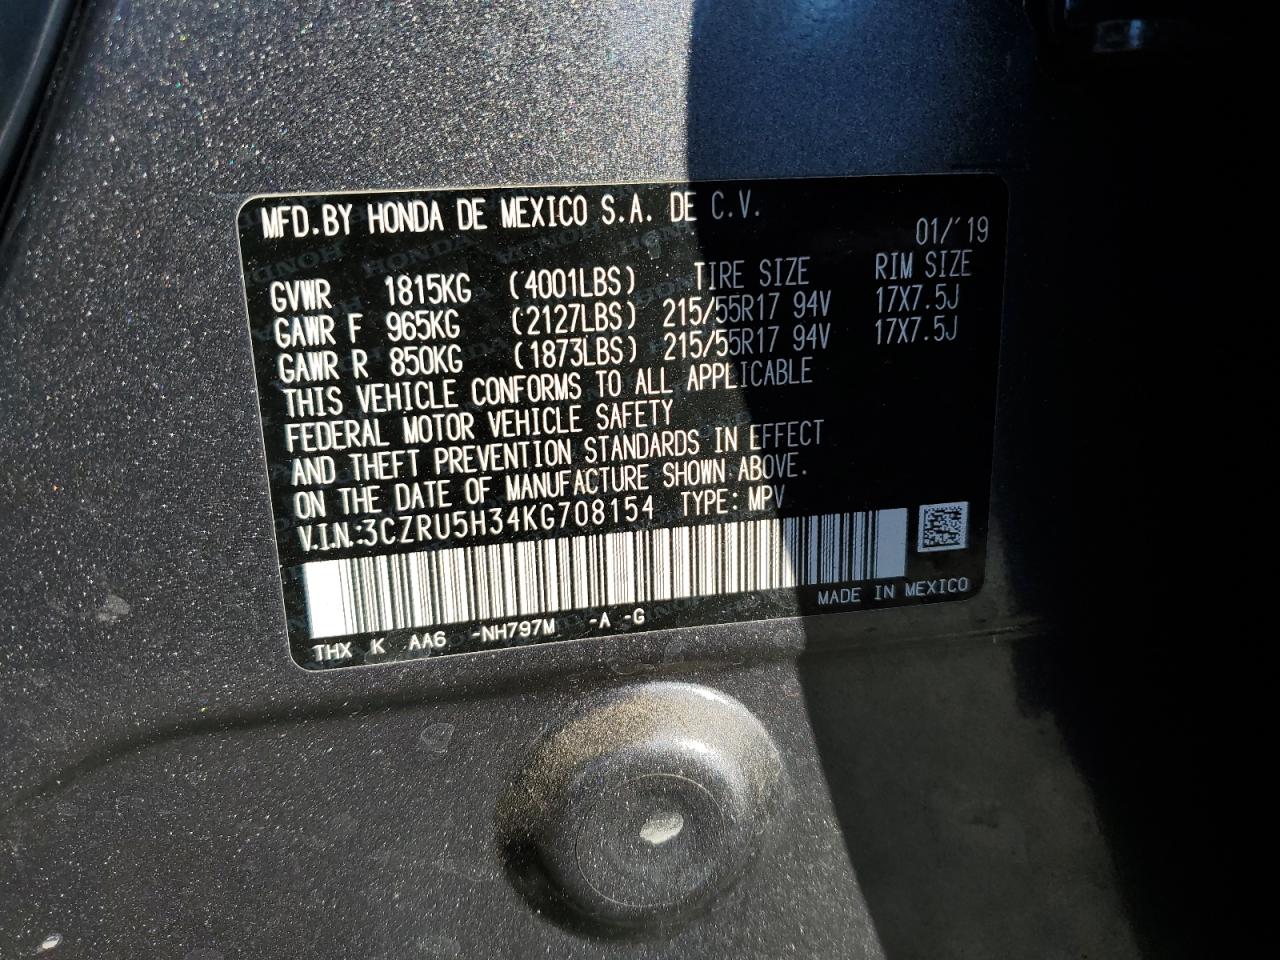 MFD.BY HONDA DE MEXICO S.A. DE C.V.
01/'19
GVWR 1815KG (4001LBS) TIRE SIZE RIM SIZE
GAWR F 965KG (2127LBS) 215/55R17 94V 17X7.5J
GAWR R 850KG (1873LBS) 215/55R17 94V 17X7.5J
THIS VEHICLE CONFORMS TO ALL APPLICABLE
FEDERAL MOTOR VEHICLE SAFETY
AND THEFT PREVENTION STANDARDS IN EFFECT
ON THE DATE OF MANUFACTURE SHOWN ABOVE.
V.I.N.:3CZRU5H34KG708154 TYPE: MPV
MADE IN MEXICO
THX K AA6 -NH797M -A -G